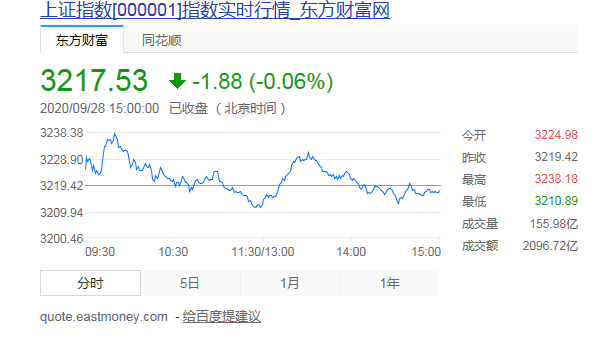 上证指数[000001]指数实时行情_东方财富网
东方财富 同花顺
3217.53 -1.88 (-0.06%)
2020/09/28 15:00:00 已收盘 （北京时间）
3238.38
3228.90
3219.42
3209.94
3200.46
09:30 10:30 11:30/13:00 14:00 15:00
今开 3224.98
昨收 3219.42
最高 3238.18
最低 3210.89
成交量 155.98亿
成交额 2096.72亿
分时 5日 1月 1年
quote.eastmoney.com - 给百度提建议